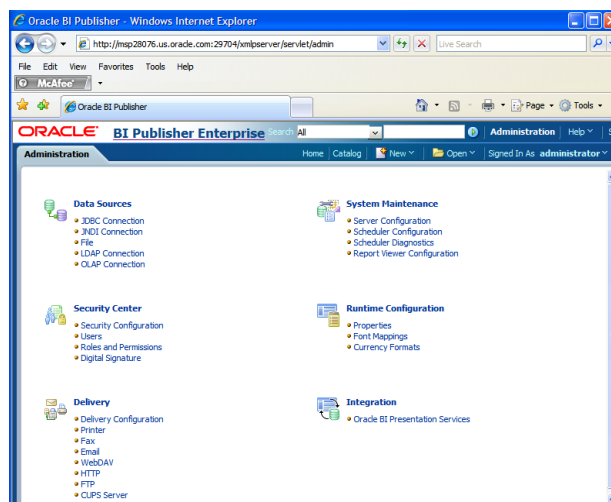 Oracle BI Publisher - Windows Internet Explorer
http://msp28076.us.oracle.com:29704/xmlpserver/servlet/admin
Live Search
File Edit View Favorites Tools Help
McAfee
Oracle BI Publisher
Page Tools
ORACLE BI Publisher Enterprise Search All Administration Help
Administration Home Catalog New Open Signed In As administrator
Data Sources
JDBC Connection
JNDI Connection
File
LDAP Connection
OLAP Connection
System Maintenance
Server Configuration
Scheduler Configuration
Scheduler Diagnostics
Report Viewer Configuration
Security Center
Security Configuration
Users
Roles and Permissions
Digital Signature
Runtime Configuration
Properties
Font Mappings
Currency Formats
Delivery
Delivery Configuration
Printer
Fax
Email
WebDAV
HTTP
FTP
CUPS Server
Integration
Oracle BI Presentation Services